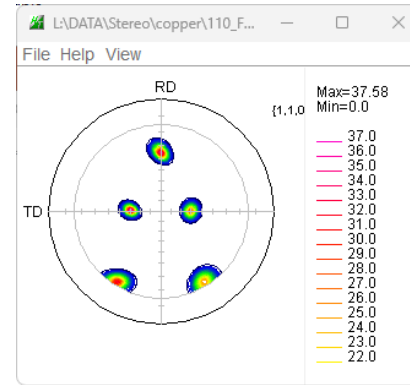 L:\DATA\Stereo\copper\110_F...
File Help View
RD
{1,1,0
TD
Max=37.58
Min=0.0
37.0
36.0
35.0
34.0
33.0
32.0
31.0
30.0
29.0
28.0
27.0
26.0
25.0
24.0
23.0
22.0